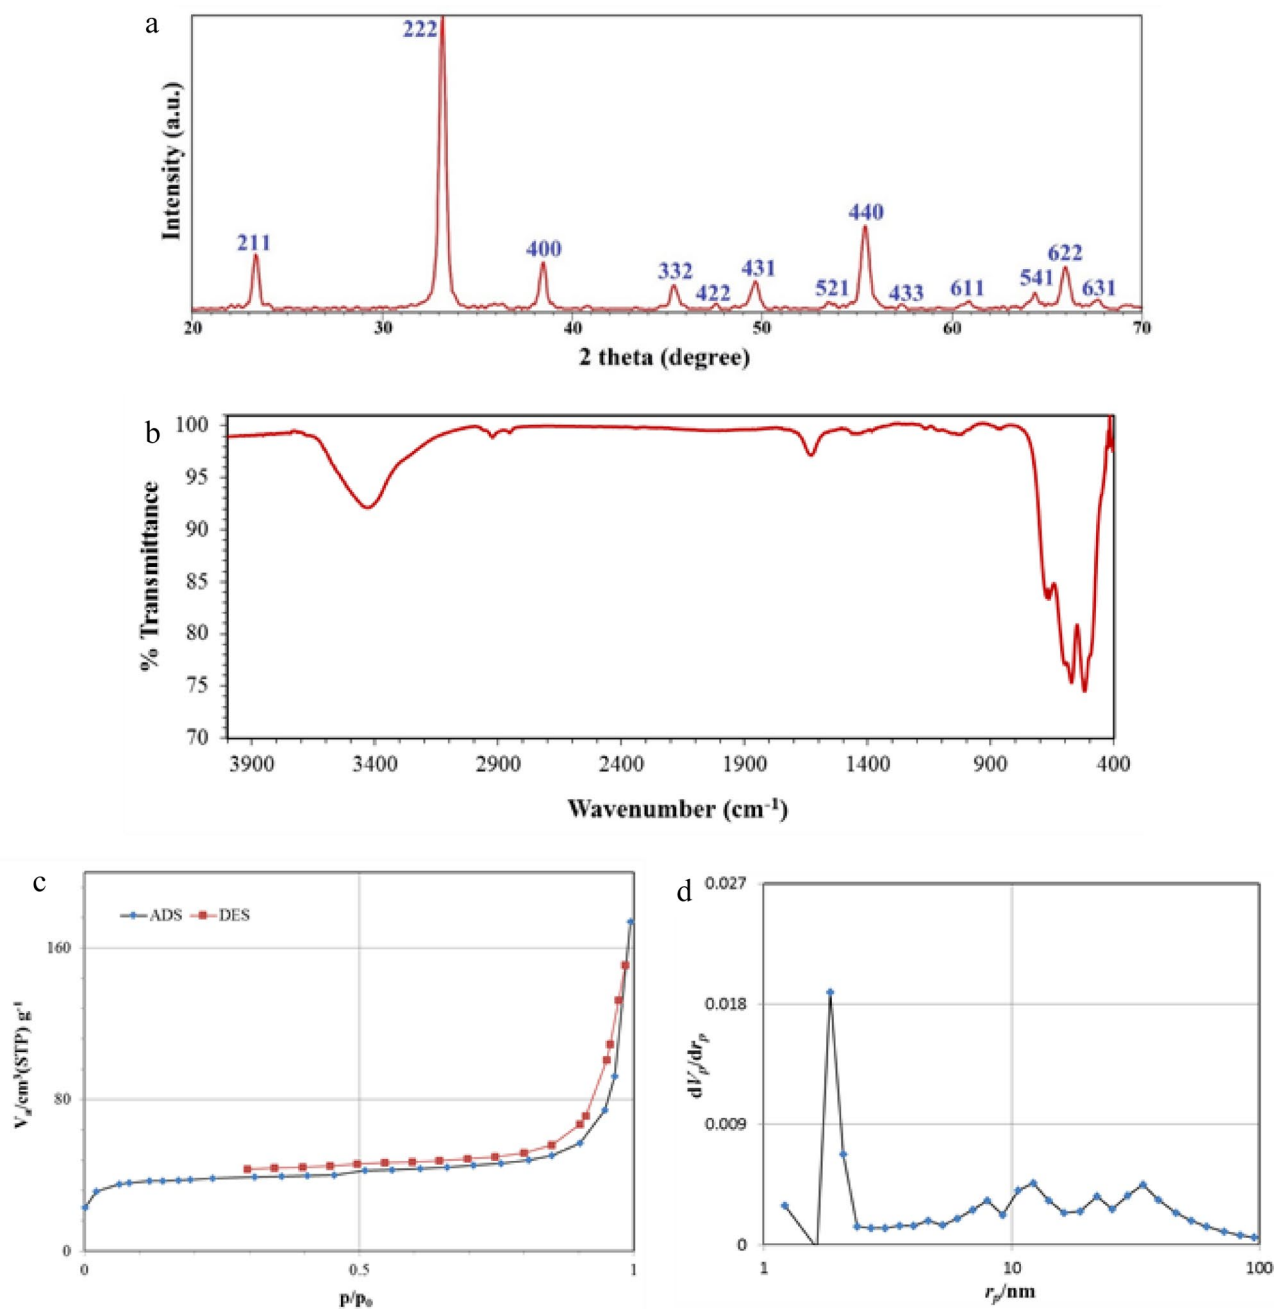 a
222
211
400
332
422
431
521
440
433
611
541
622
631
Intensity (a.u.)
20 30 40 50 60 70
2 theta (degree)
b
100
95
90
85
80
75
70
% Transmittance
3900 3400 2900 2400 1900 1400 900 400
Wavenumber (cm⁻¹)
c
ADS DES
160
80
0
Vₐ/cm³(STP) g⁻¹
0 0.5 1
p/p₀
d
0.027
0.018
0.009
0
dVₚ/drₚ
1 10 100
rₚ/nm